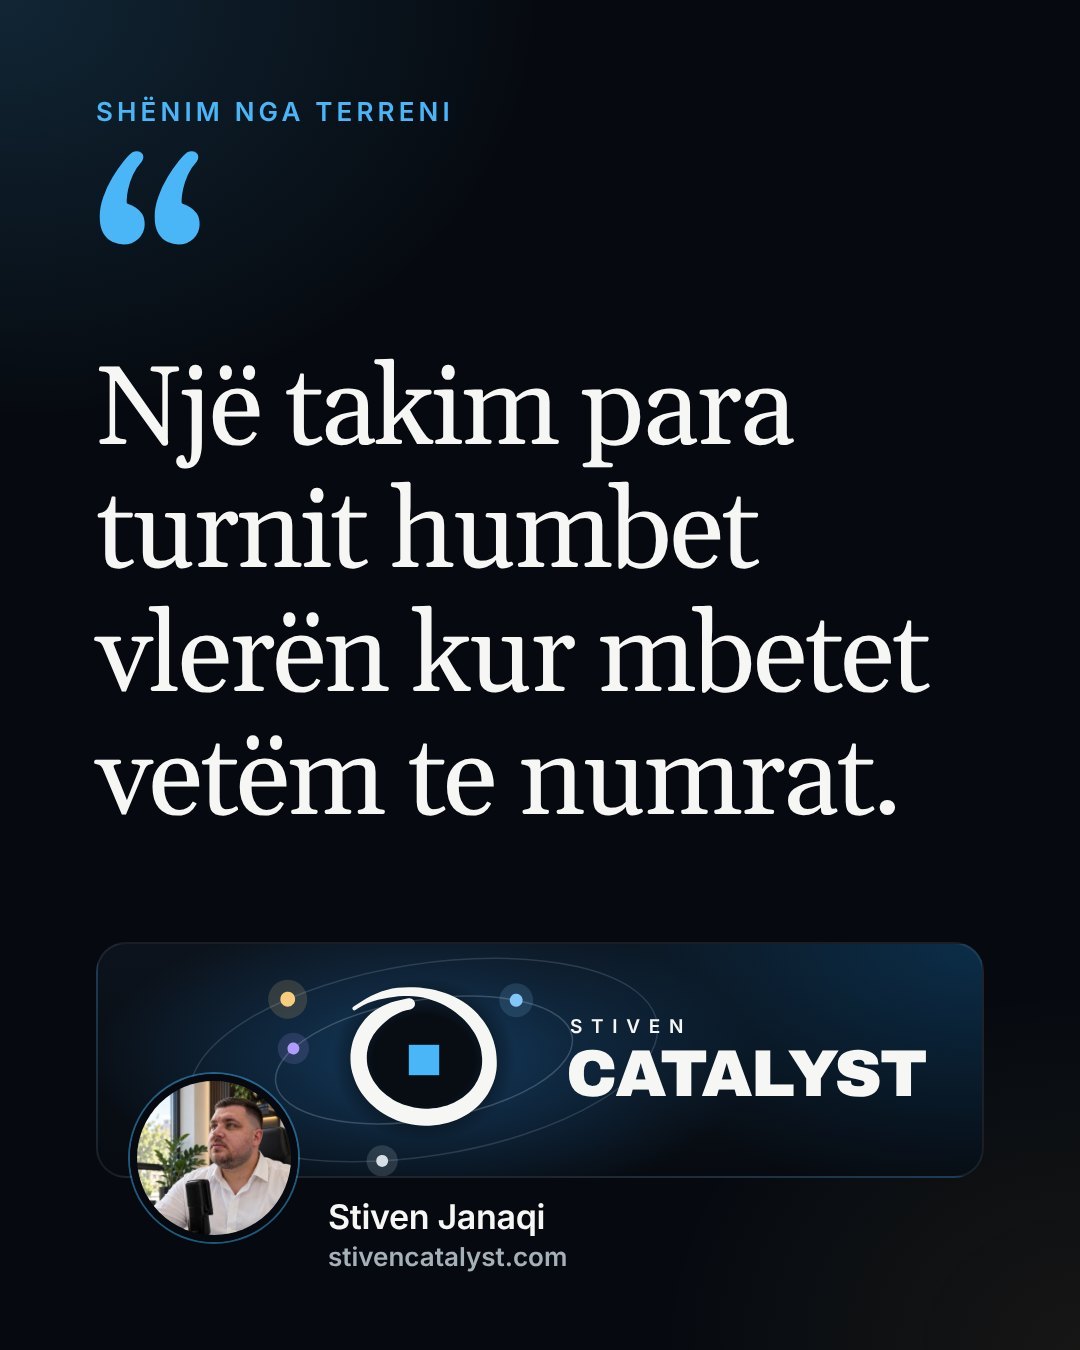 SHËNIM NGA TERRENI
“
Një takim para
turnit humbet
vlerën kur mbetet
vetëm te numrat.
STIVEN
CATALYST
Stiven Janaqi
stivencatalyst.com